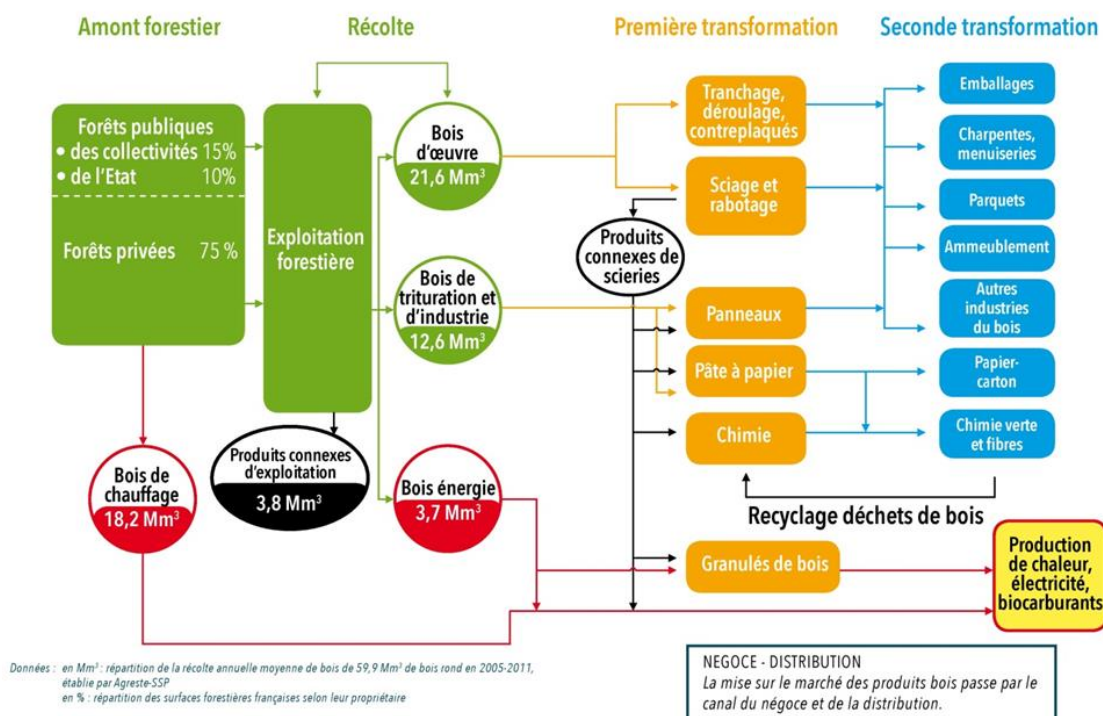 Amont forestier
Récolte
Première transformation
Seconde transformation
Forêts publiques
• des collectivités 15%
• de l'Etat 10%
Forêts privées 75 %
Exploitation
forestière
Bois
d'œuvre
21,6 Mm³
Bois de
trituration et
d'industrie
12,6 Mm³
Bois de
chauffage
18,2 Mm³
Produits connexes
d'exploitation
3,8 Mm³
Bois énergie
3,7 Mm³
Tranchage,
déroulage,
contreplaqués
Sciage et
rabotage
Produits
connexes de
scieries
Panneaux
Pâte à papier
Chimie
Granulés de bois
Emballages
Charpentes,
menuiseries
Parquets
Ammeublement
Autres
industries
du bois
Papier-
carton
Chimie verte
et fibres
Recyclage déchets de bois
Production
de chaleur,
électricité,
biocarburants
Données : en Mm³ : répartition de la récolte annuelle moyenne de bois de 59,9 Mm³ de bois rond en 2005-2011,
établie par Agreste-SSP
en % : répartition des surfaces forestières françaises selon leur propriétaire
NEGOCE - DISTRIBUTION
La mise sur le marché des produits bois passe par le
canal du négoce et de la distribution.